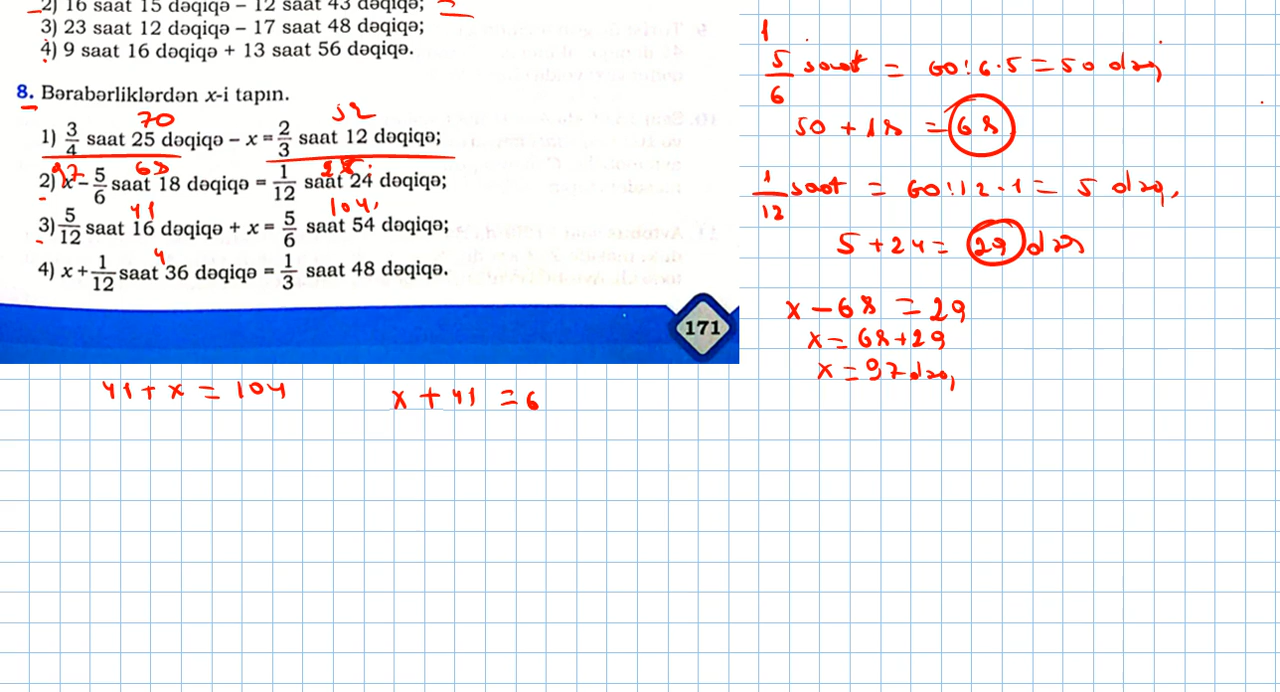 2) 16 saat 15 dəqiqə – 12 saat 43 dəqiqə;
3) 23 saat 12 dəqiqə – 17 saat 48 dəqiqə;
4) 9 saat 16 dəqiqə + 13 saat 56 dəqiqə.
8. Bərabərliklərdən x-i tapın.
70 52
1) 3/4 saat 25 dəqiqə – x = 2/3 saat 12 dəqiqə;
97 68
2) x – 5/6 saat 18 dəqiqə = 1/12 saat 24 dəqiqə;
41 104
3) 5/12 saat 16 dəqiqə + x = 5/6 saat 54 dəqiqə;
4
4) x + 1/12 saat 36 dəqiqə = 1/3 saat 48 dəqiqə.
171
41 + x = 104
x + 41 = 6
1
5/6 saat = 60:6·5 = 50 dəq
50 + 18 = 68
1/12 saat = 60:12·1 = 5 dəq,
5 + 24 = 29 dəq
x – 68 = 29
x = 68 + 29
x = 97 dəq,